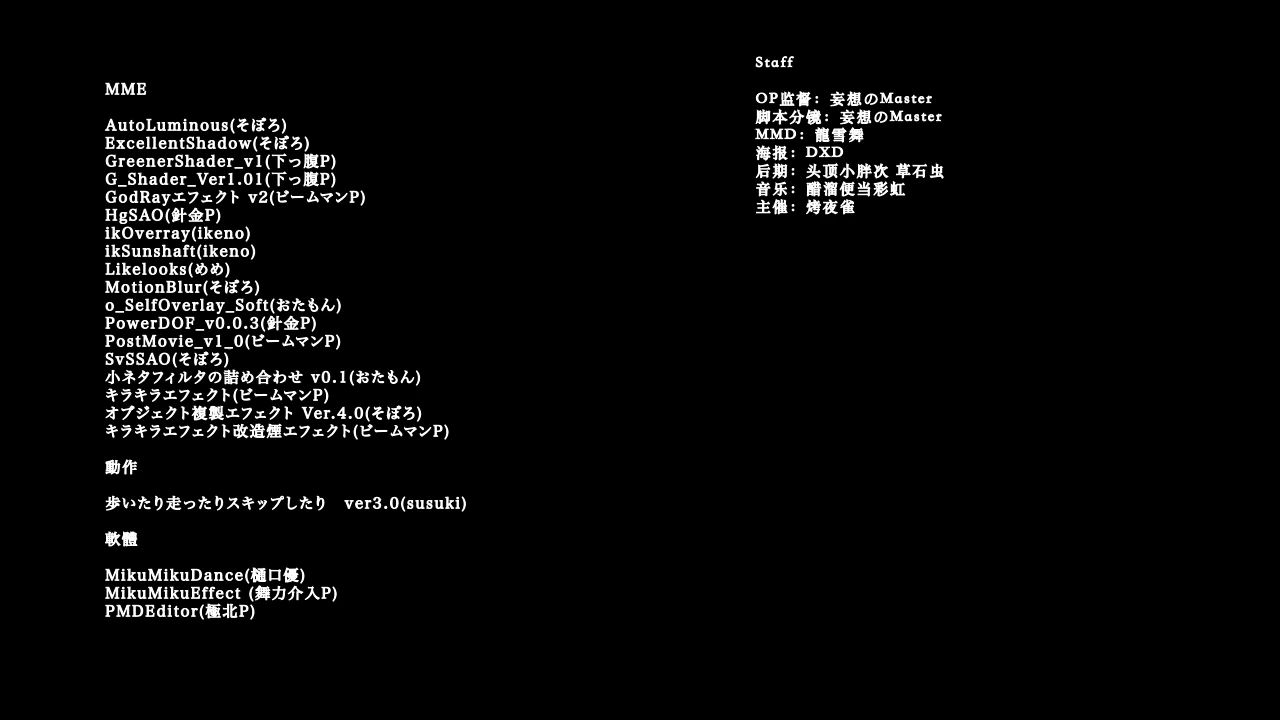 MME
AutoLuminous(そぼろ)
ExcellentShadow(そぼろ)
GreenerShader_v1(下っ腹P)
G_Shader_Ver1.01(下っ腹P)
GodRayエフェクト v2(ビームマンP)
HgSAO(針金P)
ikOverray(ikeno)
ikSunshaft(ikeno)
Likelooks(めめ)
MotionBlur(そぼろ)
o_SelfOverlay_Soft(おたもん)
PowerDOF_v0.0.3(針金P)
PostMovie_v1_0(ビームマンP)
SvSSAO(そぼろ)
小ネタフィルタの詰め合わせ v0.1(おたもん)
キラキラエフェクト(ビームマンP)
オブジェクト複製エフェクト Ver.4.0(そぼろ)
キラキラエフェクト改造煙エフェクト(ビームマンP)
動作
歩いたり走ったりスキップしたり　ver3.0(susuki)
軟體
MikuMikuDance(樋口優)
MikuMikuEffect (舞力介入P)
PMDEditor(極北P)
Staff
OP监督：妄想のMaster
脚本分镜：妄想のMaster
MMD：龍雪舞
海报：DXD
后期：头顶小胖次 草石虫
音乐：醋溜便当彩虹
主催：烤夜雀